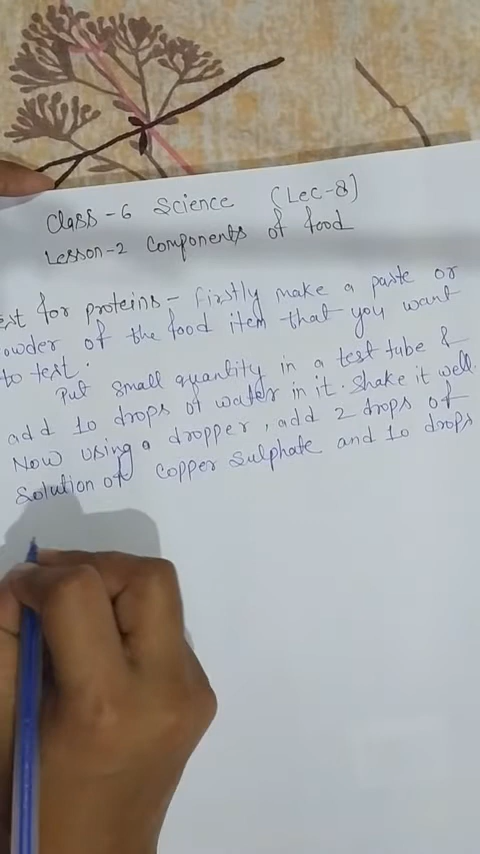 Class-6 Science (Lec-8)
Lesson-2 Components of food
est for proteins - Firstly make a paste or
owder of the food item that you want
to test.
Put small quantity in a test tube &
add 10 drops of water in it. Shake it well.
Now using a dropper, add 2 drops of
Solution of Copper Sulphate and 10 drops